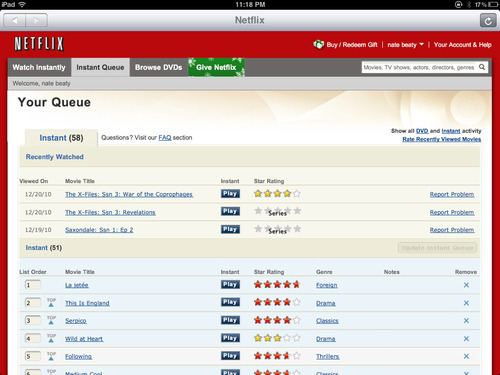 iPad 11:18 PM 17%
Netflix
NETFLIX Buy / Redeem Gift | nate beaty | Your Account & Help
Watch Instantly Instant Queue Browse DVDs Give Netflix Movies, TV shows, actors, directors, genres
Welcome, nate beaty
Your Queue
Instant (58) Questions? Visit our FAQ section Show all DVD and Instant activity
Rate Recently Viewed Movies
Recently Watched
Viewed On Movie Title Instant Star Rating
12/20/10 The X-Files: Ssn 3: War of the Coprophages Play Report Problem
12/20/10 The X-Files: Ssn 3: Revelations Play Series Report Problem
12/19/10 Saxondale: Ssn 1: Ep 2 Play Series Report Problem
Instant (51) Update Instant Queue
List Order Movie Title Instant Star Rating Genre Notes Remove
1 La Jetée Play Foreign
2 TOP This Is England Play Drama
3 TOP Serpico Play Classics
4 TOP Wild at Heart Play Drama
5 TOP Following Play Thrillers
6 TOP Medium Cool Play Classics